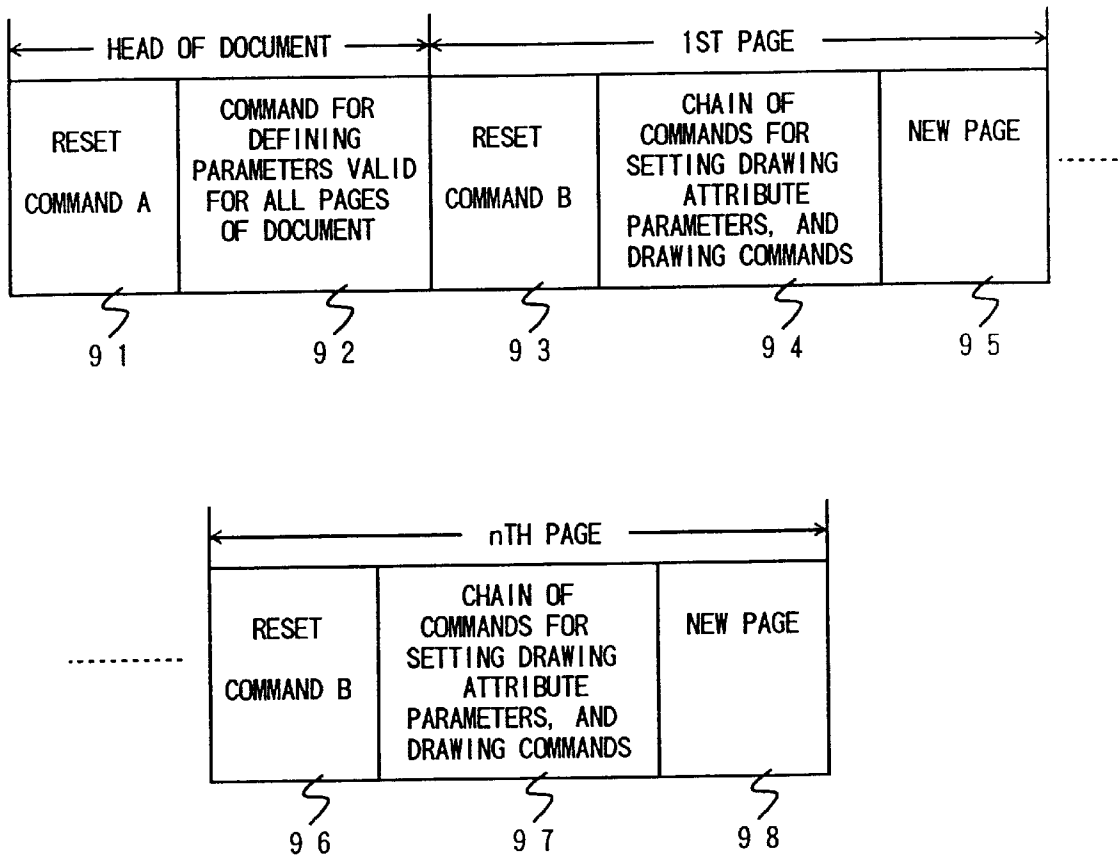 HEAD OF DOCUMENT
1ST PAGE
RESET
COMMAND A
COMMAND FOR
DEFINING
PARAMETERS VALID
FOR ALL PAGES
OF DOCUMENT
RESET
COMMAND B
CHAIN OF
COMMANDS FOR
SETTING DRAWING
ATTRIBUTE
PARAMETERS, AND
DRAWING COMMANDS
NEW PAGE
91
92
93
94
95
nTH PAGE
RESET
COMMAND B
CHAIN OF
COMMANDS FOR
SETTING DRAWING
ATTRIBUTE
PARAMETERS, AND
DRAWING COMMANDS
NEW PAGE
96
97
98